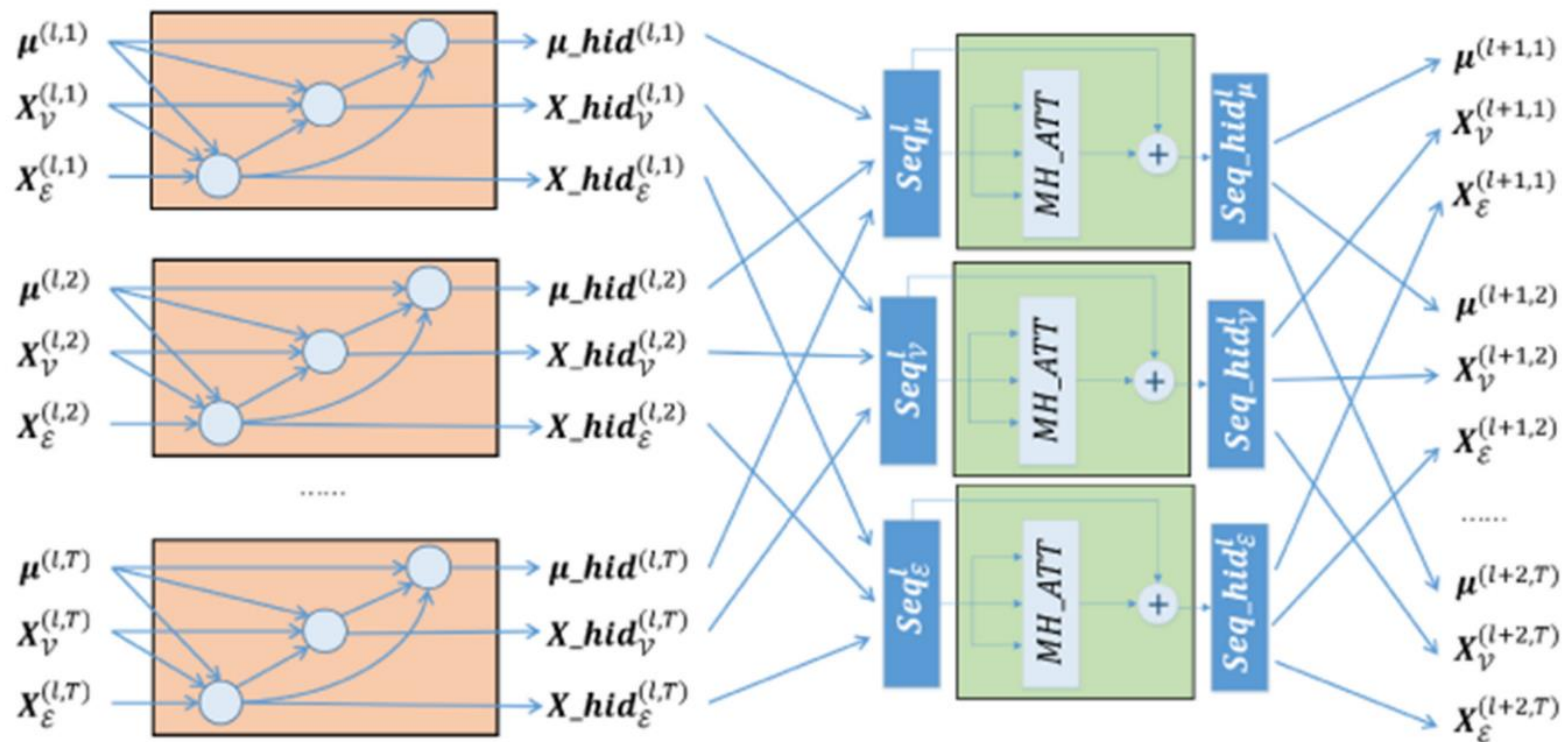 μ^(l,1)
X_𝒱^(l,1)
X_ℰ^(l,1)
μ_hid^(l,1)
X_hid_𝒱^(l,1)
X_hid_ℰ^(l,1)
μ^(l,2)
X_𝒱^(l,2)
X_ℰ^(l,2)
μ_hid^(l,2)
X_hid_𝒱^(l,2)
X_hid_ℰ^(l,2)
......
μ^(l,T)
X_𝒱^(l,T)
X_ℰ^(l,T)
μ_hid^(l,T)
X_hid_𝒱^(l,T)
X_hid_ℰ^(l,T)
Seq_μ^l
MH_ATT
+
Seq_hid_μ^l
Seq_𝒱^l
MH_ATT
+
Seq_hid_𝒱^l
Seq_ℰ^l
MH_ATT
+
Seq_hid_ℰ^l
μ^(l+1,1)
X_𝒱^(l+1,1)
X_ℰ^(l+1,1)
μ^(l+1,2)
X_𝒱^(l+1,2)
X_ℰ^(l+1,2)
......
μ^(l+2,T)
X_𝒱^(l+2,T)
X_ℰ^(l+2,T)